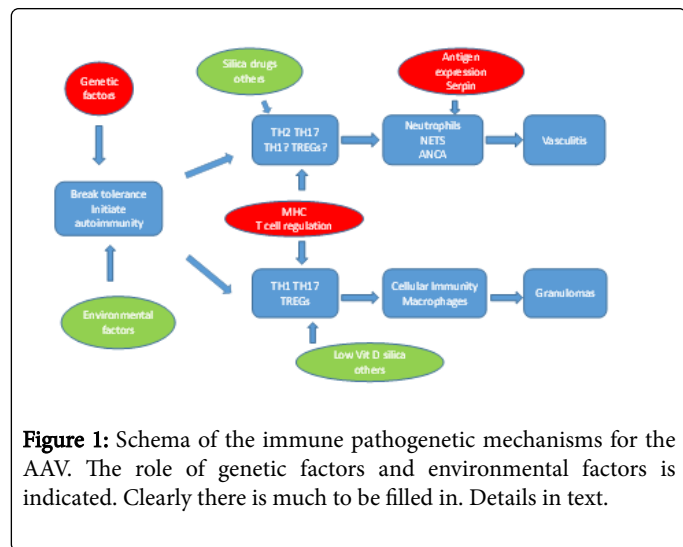 Silica drugs
others
Antigen
expression
Serpin
Genetic
factors
TH2 TH17
TH1? TREGs?
Neutrophils
NETS
ANCA
Vasculitis
Break tolerance
Initiate
autoimmunity
MHC
T cell regulation
TH1 TH17
TREGs
Cellular Immunity
Macrophages
Granulomas
Environmental
factors
Low Vit D silica
others
Figure 1: Schema of the immune pathogenetic mechanisms for the
AAV. The role of genetic factors and environmental factors is
indicated. Clearly there is much to be filled in. Details in text.